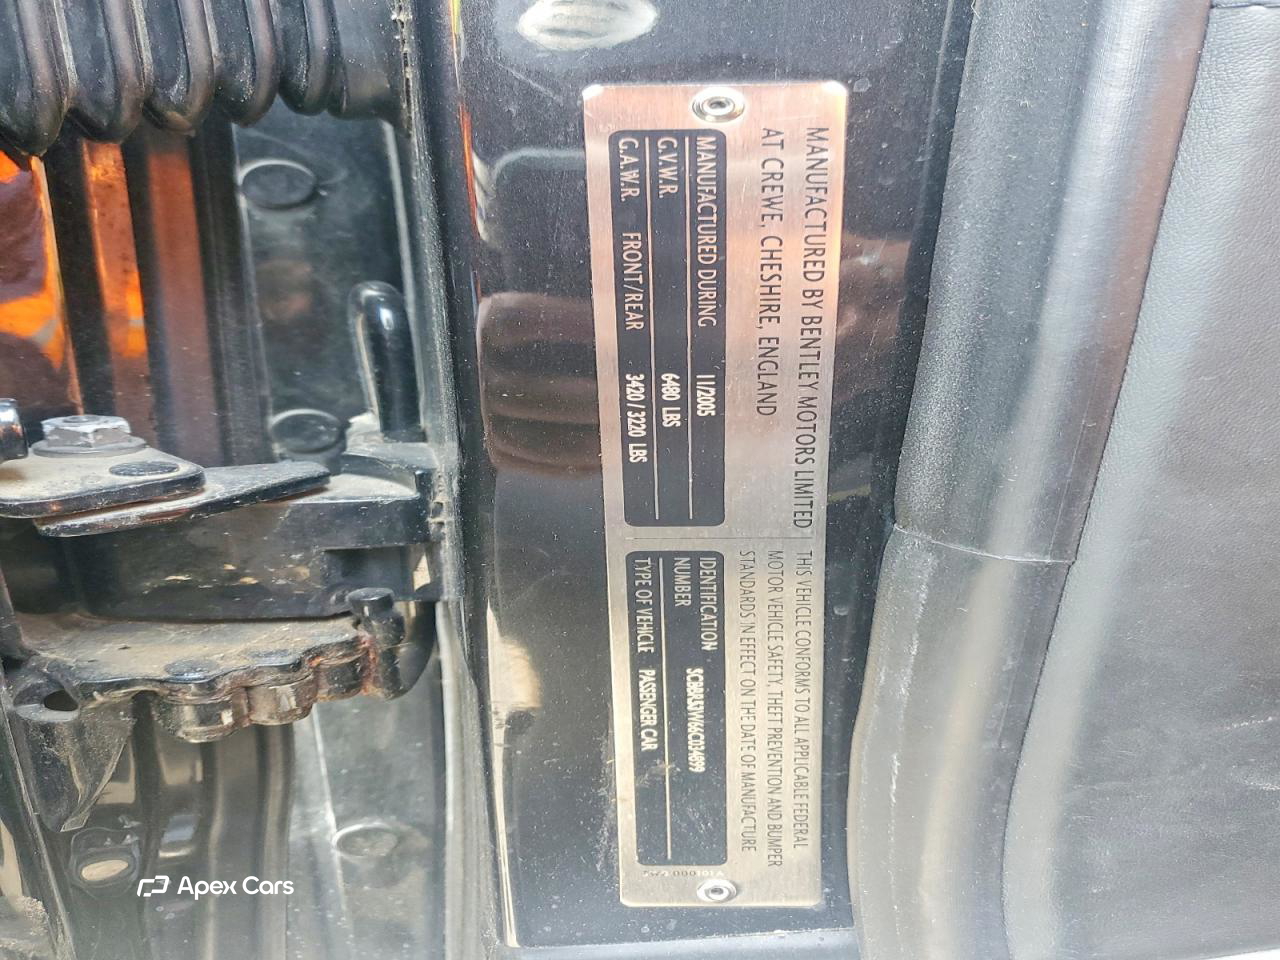 MANUFACTURED BY BENTLEY MOTORS LIMITED
AT CREWE, CHESHIRE, ENGLAND
MANUFACTURED DURING 11/2005
G.V.W.R. 6480 LBS
G.A.W.R. FRONT/REAR 3420 / 3220 LBS
THIS VEHICLE CONFORMS TO ALL APPLICABLE FEDERAL
MOTOR VEHICLE SAFETY, THEFT PREVENTION AND BUMPER
STANDARDS IN EFFECT ON THE DATE OF MANUFACTURE
IDENTIFICATION
NUMBER SCBBR53W66C034899
TYPE OF VEHICLE PASSENGER CAR
000101A
Apex Cars